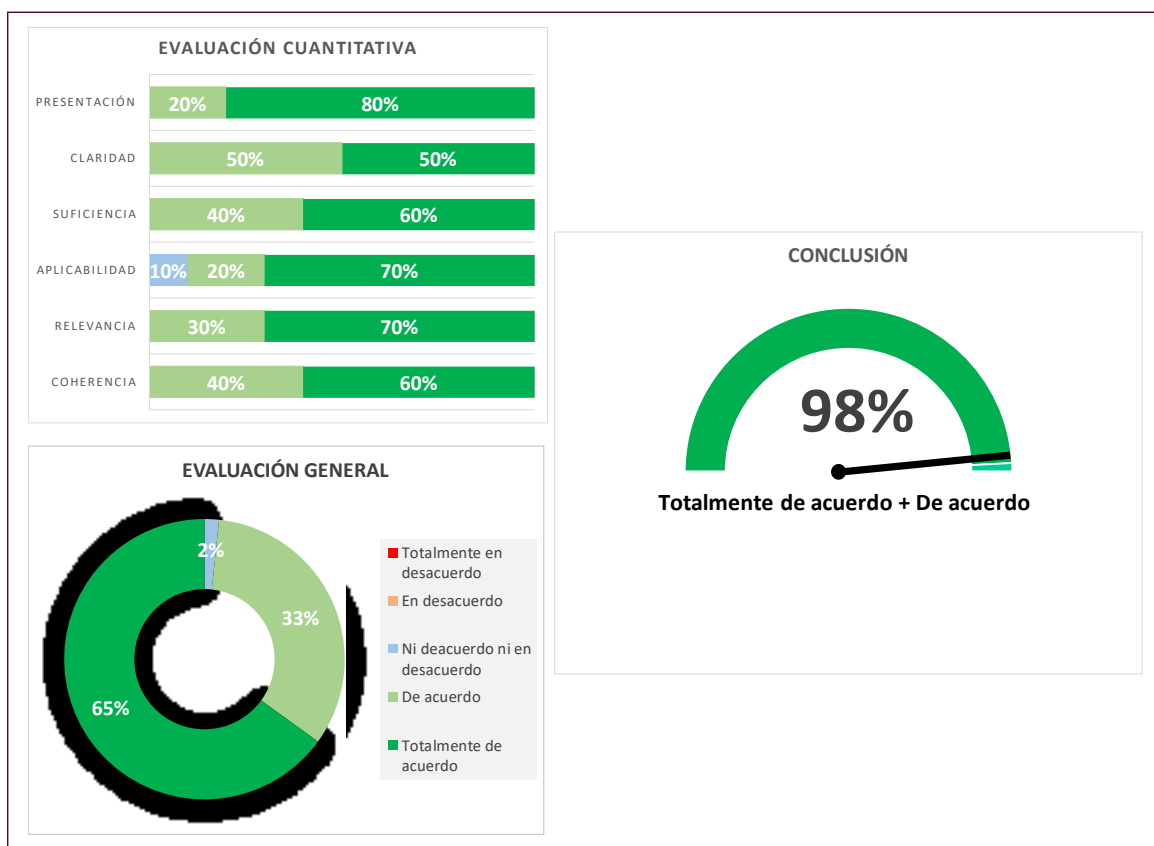 EVALUACIÓN CUANTITATIVA
PRESENTACIÓN
20%
80%
CLARIDAD
50%
50%
SUFICIENCIA
40%
60%
APLICABILIDAD
10%
20%
70%
RELEVANCIA
30%
70%
COHERENCIA
40%
60%
EVALUACIÓN GENERAL
2%
33%
65%
Totalmente en
desacuerdo
En desacuerdo
Ni deacuerdo ni en
desacuerdo
De acuerdo
Totalmente de
acuerdo
CONCLUSIÓN
98%
Totalmente de acuerdo + De acuerdo